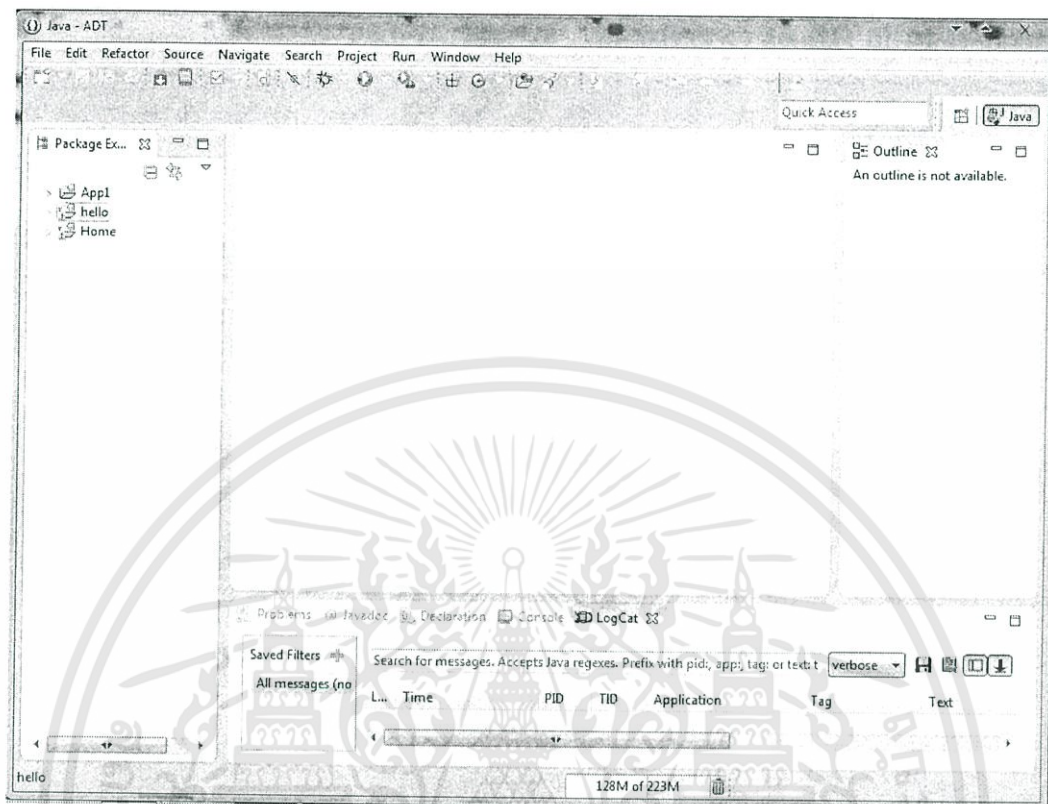 Java - ADT
File Edit Refactor Source Navigate Search Project Run Window Help
Quick Access
Java
Package Ex...
Outline
An outline is not available.
App1
hello
Home
Problems Javadoc Declaration Console LogCat
Saved Filters
Search for messages. Accepts Java regexes. Prefix with pid:, app:, tag: or text: t
verbose
All messages (no
L... Time PID TID Application Tag Text
hello
128M of 223M